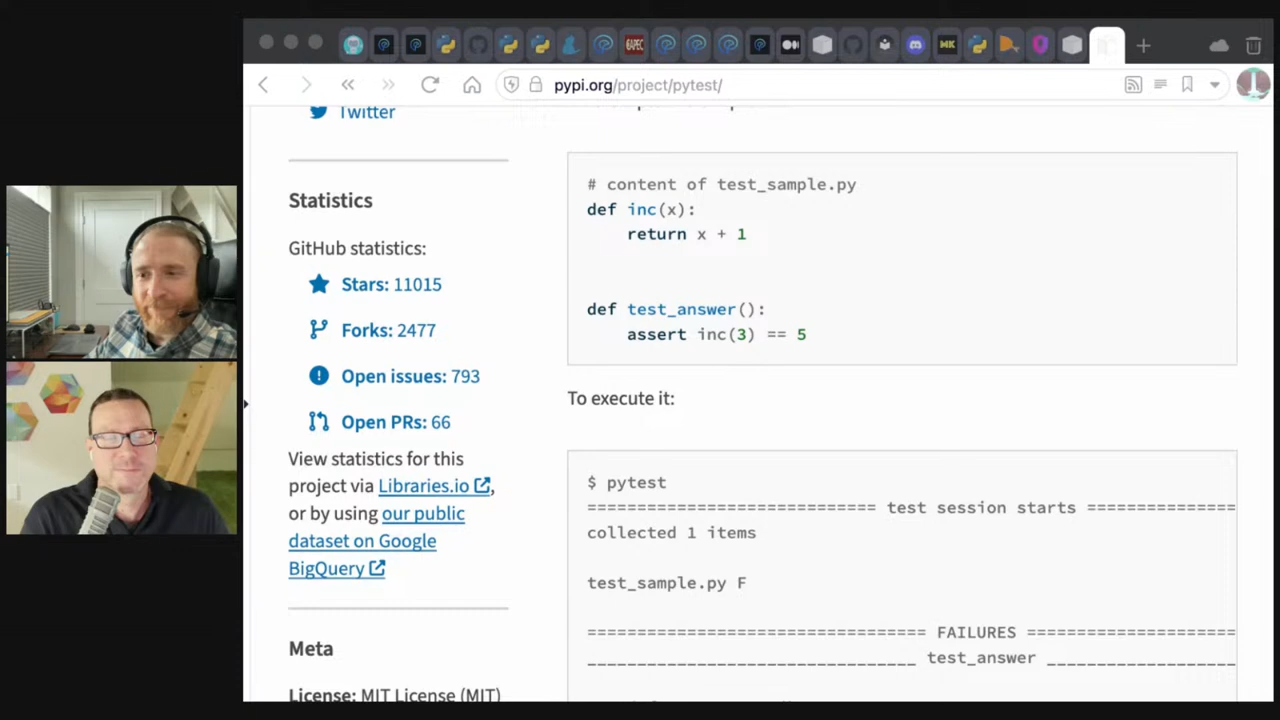 MK
pypi.org/project/pytest/
Twitter
Statistics
GitHub statistics:
Stars: 11015
Forks: 2477
Open issues: 793
Open PRs: 66
View statistics for this
project via Libraries.io,
or by using our public
dataset on Google
BigQuery
Meta
License: MIT License (MIT)
# content of test_sample.py
def inc(x):
    return x + 1
def test_answer():
    assert inc(3) == 5
To execute it:
$ pytest
============================ test session starts ================
collected 1 items
test_sample.py F
================================= FAILURES =======================
________________________________ test_answer ____________________